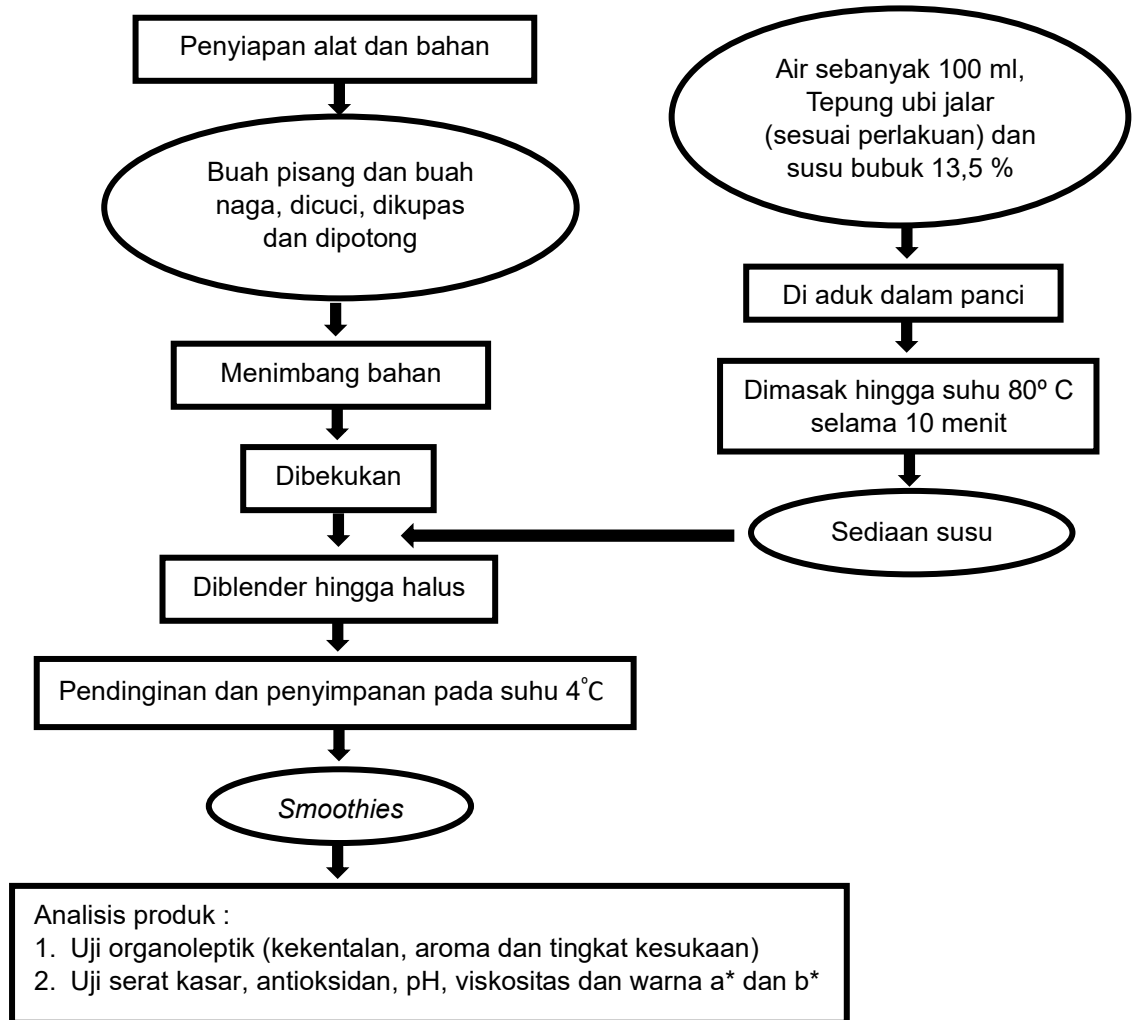 Penyiapan alat dan bahan
Buah pisang dan buah
naga, dicuci, dikupas
dan dipotong
Menimbang bahan
Dibekukan
Air sebanyak 100 ml,
Tepung ubi jalar
(sesuai perlakuan) dan
susu bubuk 13,5 %
Di aduk dalam panci
Dimasak hingga suhu 80º C
selama 10 menit
Sediaan susu
Diblender hingga halus
Pendinginan dan penyimpanan pada suhu 4°C
Smoothies
Analisis produk :
1. Uji organoleptik (kekentalan, aroma dan tingkat kesukaan)
2. Uji serat kasar, antioksidan, pH, viskositas dan warna a* dan b*